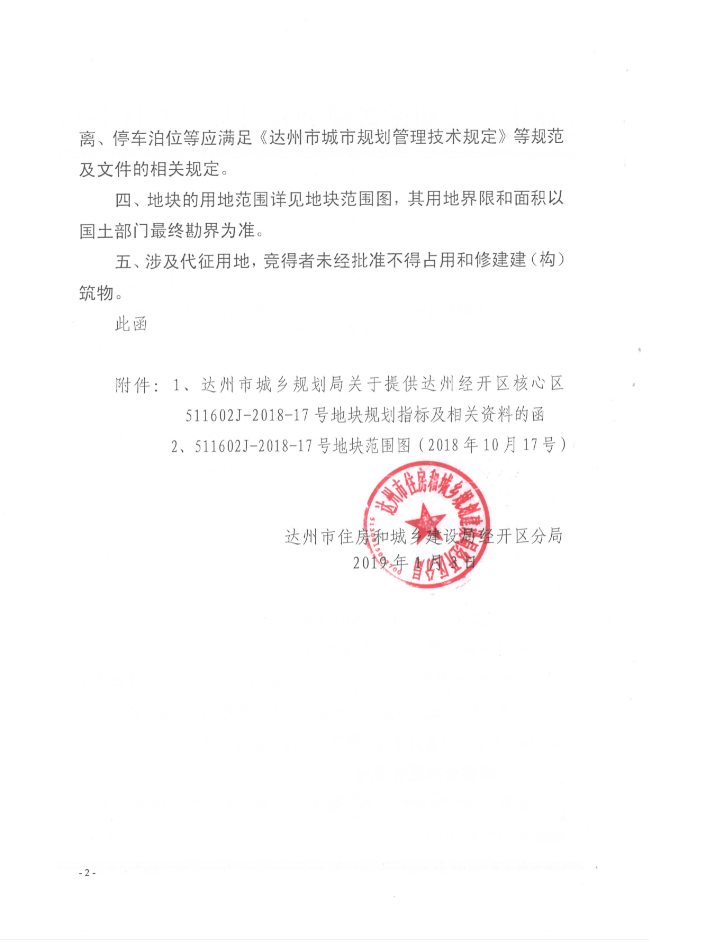 离、停车泊位等应满足《达州市城市规划管理技术规定》等规范
及文件的相关规定。
四、地块的用地范围详见地块范围图，其用地界限和面积以
国土部门最终勘界为准。
五、涉及代征用地，竞得者未经批准不得占用和修建建（构）
筑物。
此函
附件：1、达州市城乡规划局关于提供达州经开区核心区
511602J-2018-17号地块规划指标及相关资料的函
2、511602J-2018-17号地块范围图（2018年10月17号）
达州市住房和城乡建设局经开区分局
2019年1月3日
- 2 -